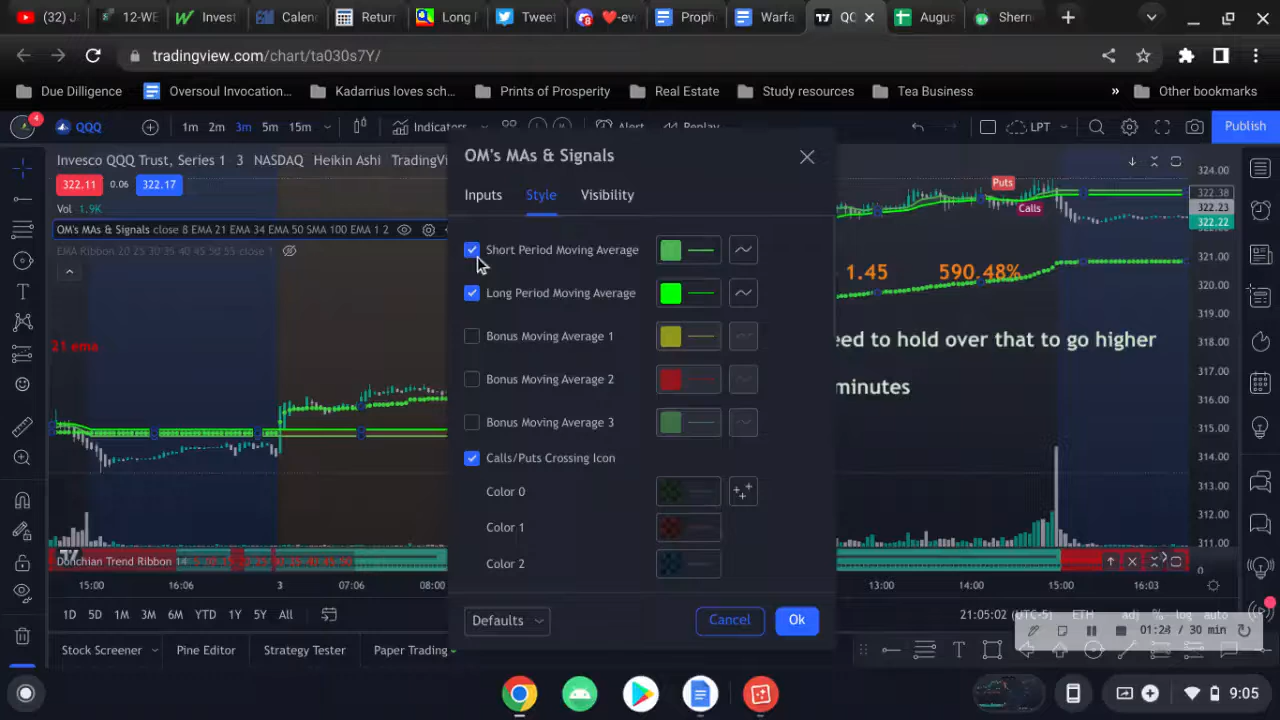 (1) Ja
12-WE
Invest
Calend
Return
Long F
Tweet
❤️-eve
Proph
Warfa
QQ
Augus
Sherr
tradingview.com/chart/ta030s7Y/
Due Dilligence
Oversoul Invocation...
Kadarrius loves sch...
Prints of Prosperity
Real Estate
Study resources
Tea Business
»
Other bookmarks
4
QQQ
1m 2m 3m 5m 15m
Indicators
Alert
Replay
LPT
Publish
Invesco QQQ Trust, Series 1 3 NASDAQ Heikin Ashi TradingVi
322.11 0.06 322.17
Vol 1.9K
OM's MAs & Signals close 8 EMA 21 EMA 34 EMA 50 SMA 100 EMA 1 2
EMA Ribbon 20 25 30 35 40 45 50 55 close 1
21 ema
OM's MAs & Signals
Inputs
Style
Visibility
Short Period Moving Average
Long Period Moving Average
Bonus Moving Average 1
Bonus Moving Average 2
Bonus Moving Average 3
Calls/Puts Crossing Icon
Color 0
Color 1
Color 2
Defaults
Cancel
Ok
Puts
Calls
1.45 590.48%
eed to hold over that to go higher
minutes
324.00
322.38
322.23
322.22
321.00
320.00
319.00
318.00
317.00
316.00
315.00
314.00
313.00
312.00
311.00
0
Donchian Trend Ribbon 14
15:00 16:06 3 07:06 08:00
13:00 14:00 15:00 16:03
1D 5D 1M 3M 6M YTD 1Y 5Y All
21:05:02 (UTC-5) ETH adj % log auto
01:24 / 30 min
Stock Screener
Pine Editor
Strategy Tester
Paper Trading
9:05